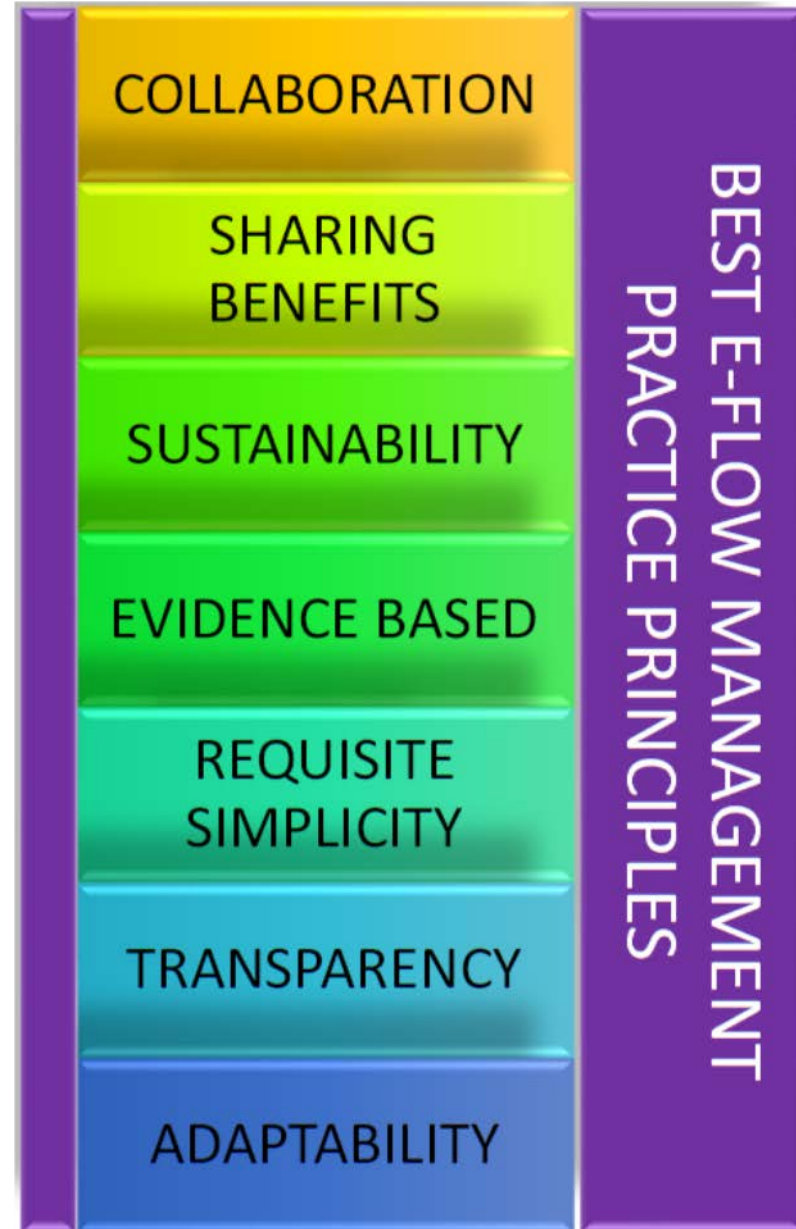 COLLABORATION
SHARING
BENEFITS
SUSTAINABILITY
EVIDENCE BASED
REQUISITE
SIMPLICITY
TRANSPARENCY
ADAPTABILITY
BEST E-FLOW MANAGEMENT
PRACTICE PRINCIPLES